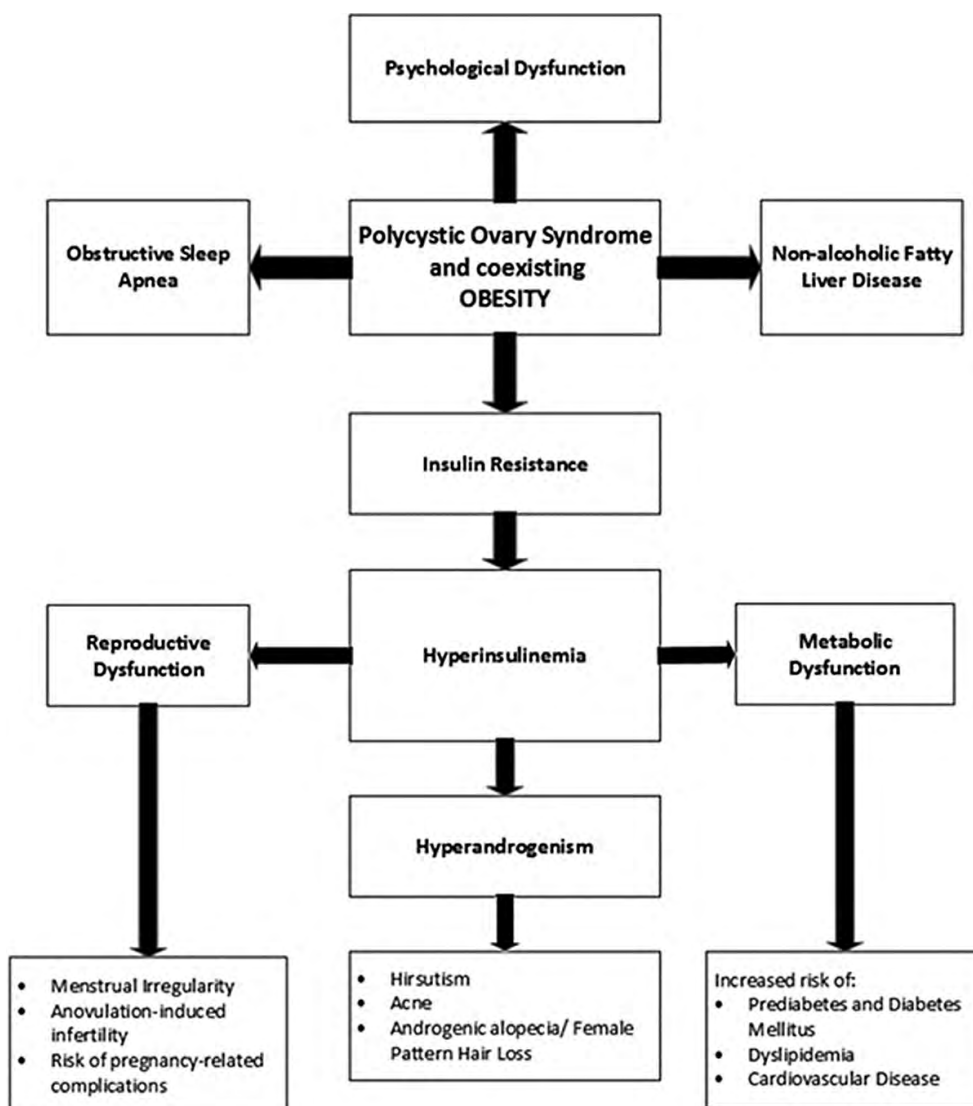 Psychological Dysfunction
Obstructive Sleep
Apnea
Polycystic Ovary Syndrome
and coexisting
OBESITY
Non-alcoholic Fatty
Liver Disease
Insulin Resistance
Reproductive
Dysfunction
Hyperinsulinemia
Metabolic
Dysfunction
Hyperandrogenism
• Menstrual Irregularity
• Anovulation-induced
infertility
• Risk of pregnancy-related
complications
• Hirsutism
• Acne
• Androgenic alopecia/ Female
Pattern Hair Loss
Increased risk of:
• Prediabetes and Diabetes
Mellitus
• Dyslipidemia
• Cardiovascular Disease